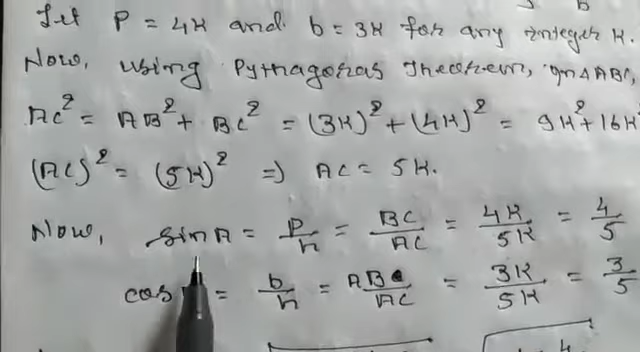 Let P = 4K and b = 3K for any integer K.
Now, Using Pythagoras Theorem, in △ABC,
AC² = AB² + BC² = (3K)² + (4K)² = 9K² + 16K
(AC)² = (5K)² ⇒ AC = 5K.
Now, sin A = P/h = BC/AC = 4K/5K = 4/5
cos = b/h = AB/AC = 3K/5K = 3/5